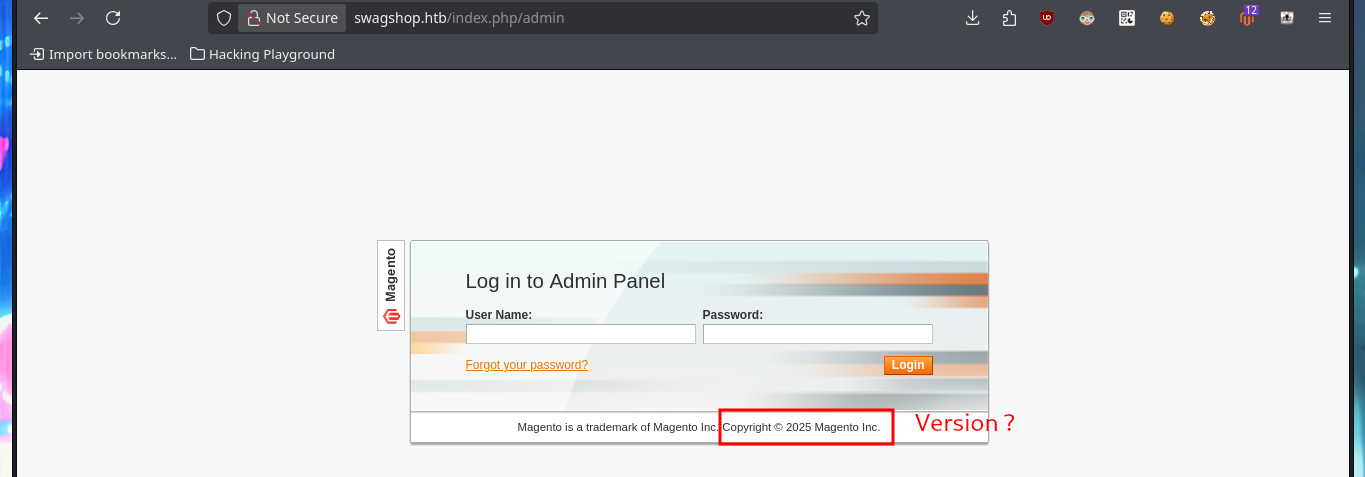 Not Secure swagshop.htb/index.php/admin
12
Import bookmarks... Hacking Playground
Magento
Log in to Admin Panel
User Name: Password:
Forgot your password? Login
Magento is a trademark of Magento Inc. Copyright © 2025 Magento Inc. Version ?